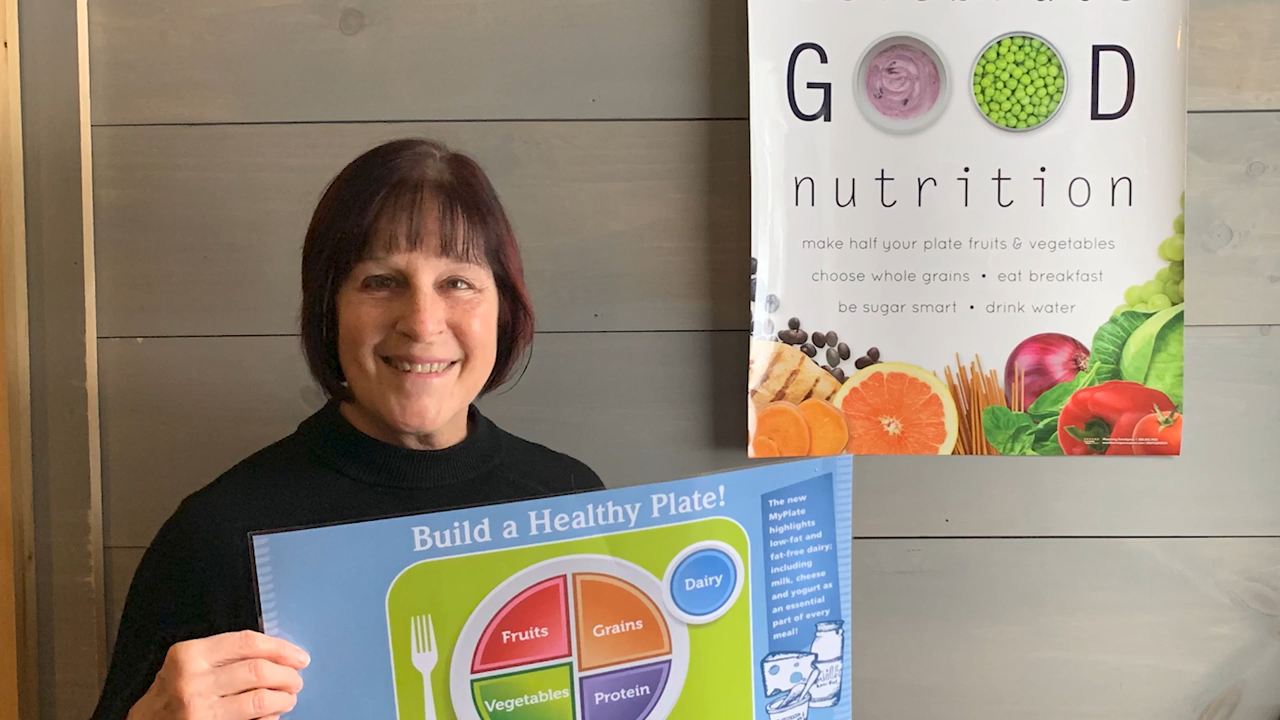 GOOD
nutrition
make half your plate fruits & vegetables
choose whole grains • eat breakfast
be sugar smart • drink water
Build a Healthy Plate!
Dairy
Fruits
Grains
Vegetables
Protein
The new
MyPlate
highlights
low-fat and
fat-free dairy;
including
milk, cheese
and yogurt as
an essential
part of every
meal!